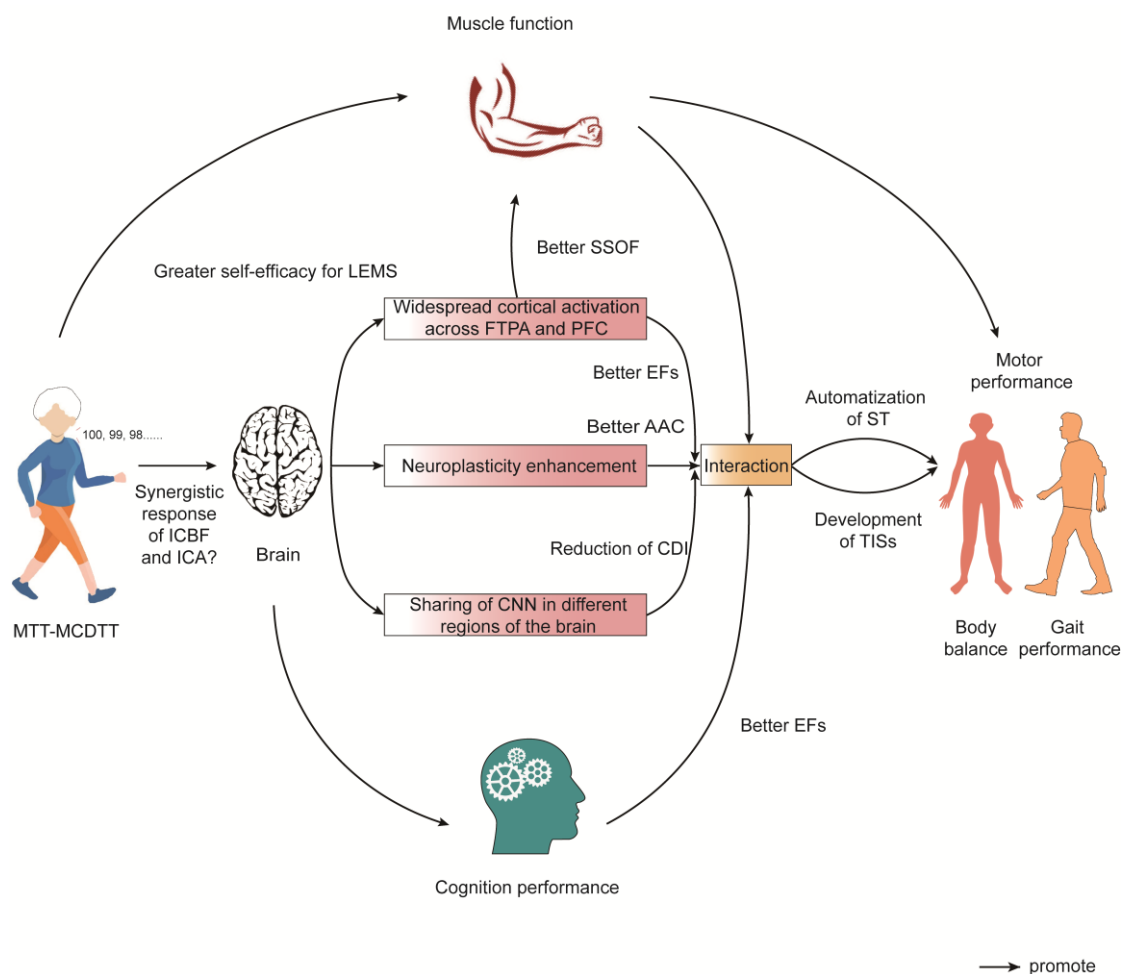 Muscle function
Better SSOF
Greater self-efficacy for LEMS
Widespread cortical activation
across FTPA and PFC
Better EFs
Motor
performance
Automatization
of ST
100, 99, 98......
Better AAC
Neuroplasticity enhancement
Interaction
Synergistic
response
of ICBF
and ICA?
Brain
Development
of TISs
Reduction of CDI
Sharing of CNN in different
regions of the brain
MTT-MCDTT
Body
balance
Gait
performance
Better EFs
Cognition performance
promote